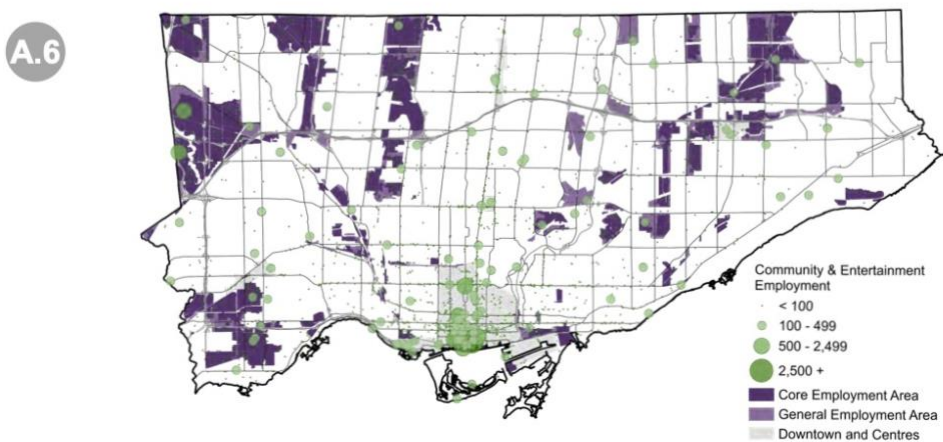 A.6
Community & Entertainment
Employment
< 100
100 - 499
500 - 2,499
2,500 +
Core Employment Area
General Employment Area
Downtown and Centres